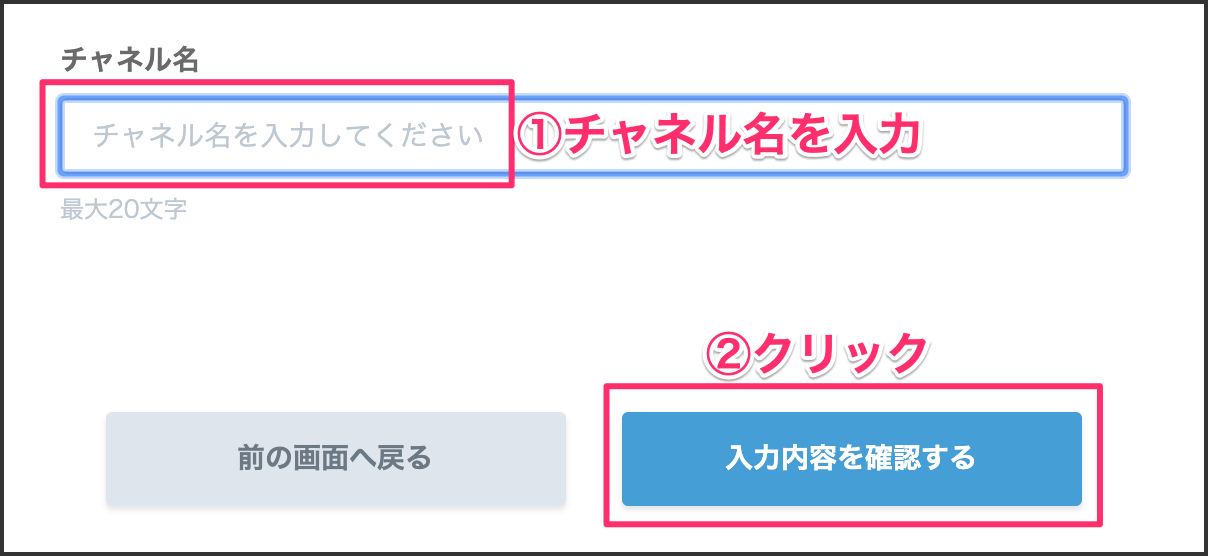 チャネル名
チャネル名を入力してください
①チャネル名を入力
最大20文字
②クリック
前の画面へ戻る
入力内容を確認する